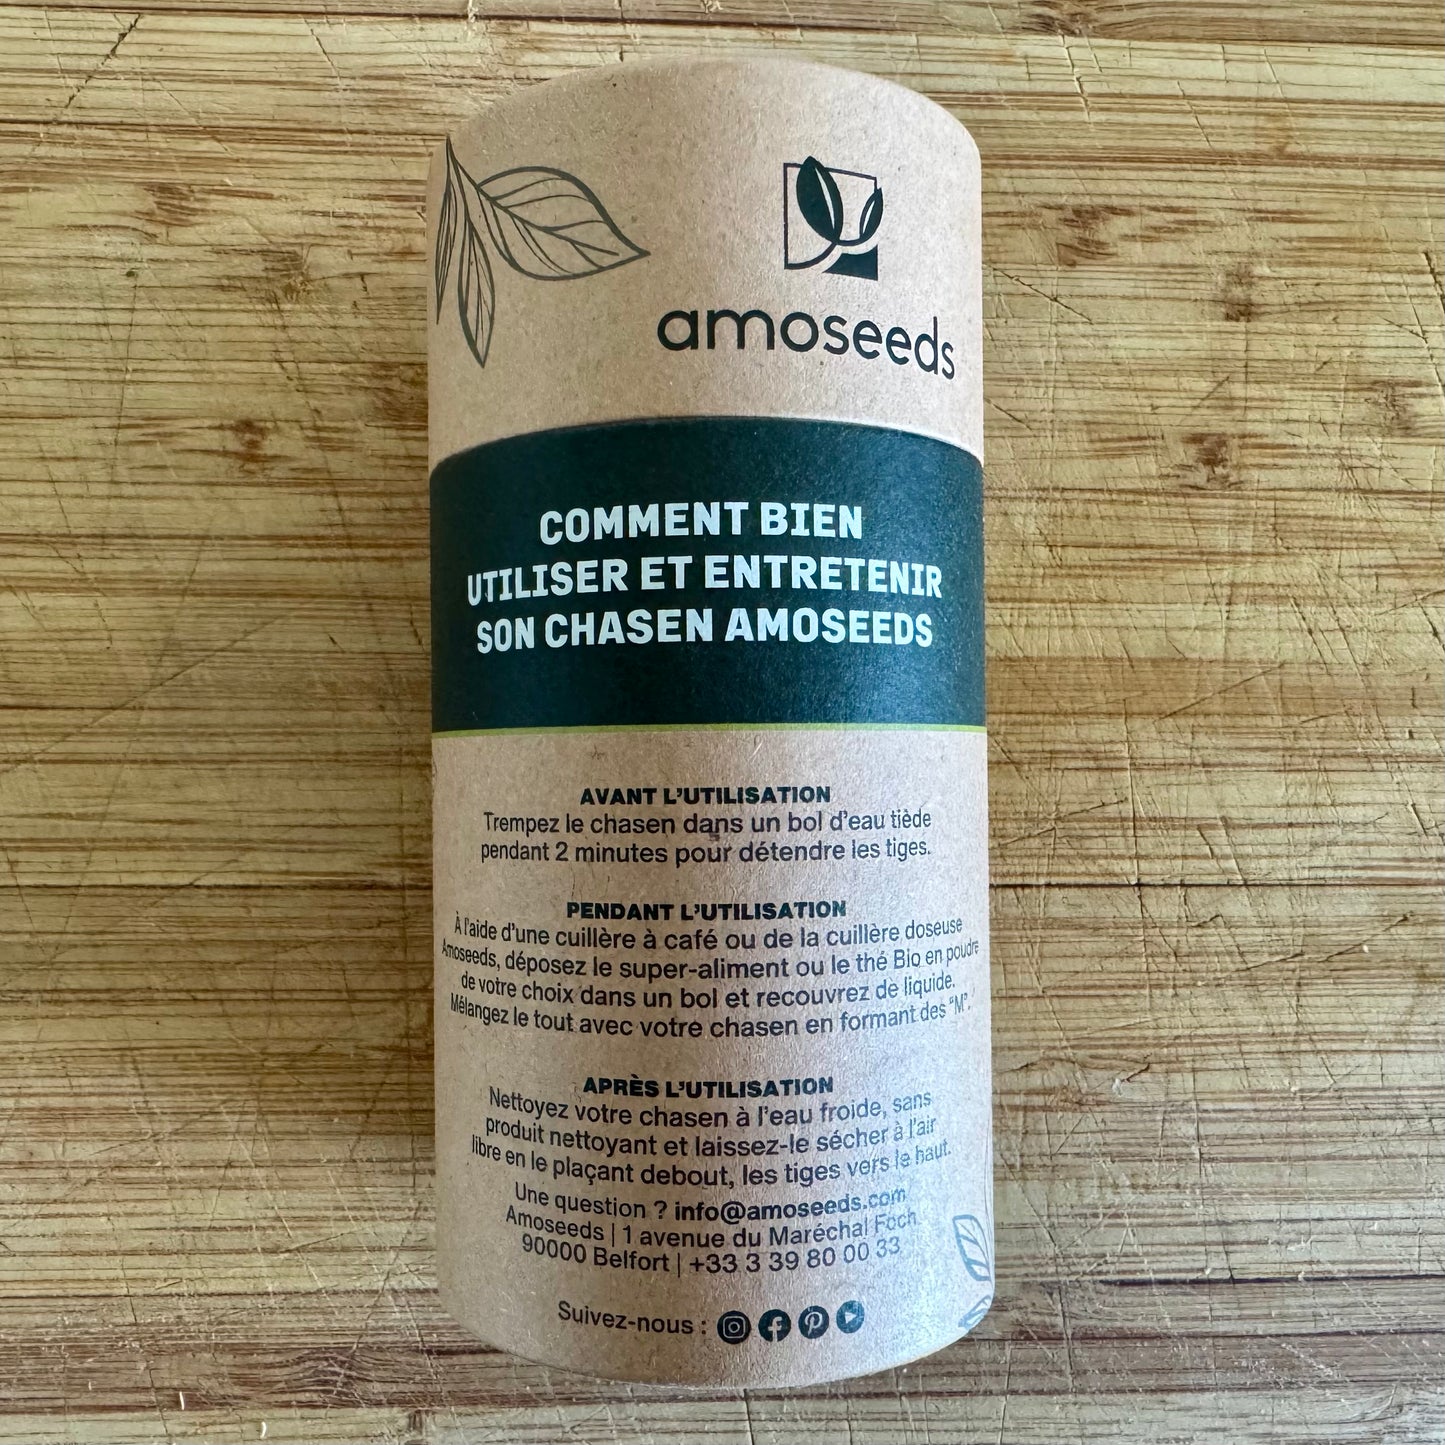 amoseeds
COMMENT BIEN
UTILISER ET ENTRETENIR
SON CHASEN AMOSEEDS
AVANT L'UTILISATION
Trempez le chasen dans un bol d'eau tiède
pendant 2 minutes pour détendre les tiges.
PENDANT L'UTILISATION
À l'aide d'une cuillère à café ou de la cuillère doseuse
Amoseeds, déposez le super-aliment ou le thé Bio en poudre
de votre choix dans un bol et recouvrez de liquide.
Mélangez le tout avec votre chasen en formant des "M".
APRÈS L'UTILISATION
Nettoyez votre chasen à l'eau froide, sans
produit nettoyant et laissez-le sécher à l'air
libre en le plaçant debout, les tiges vers le haut.
Une question ? info@amoseeds.com
Amoseeds | 1 avenue du Maréchal Foch
90000 Belfort | +33 3 39 80 00 33
Suivez-nous :